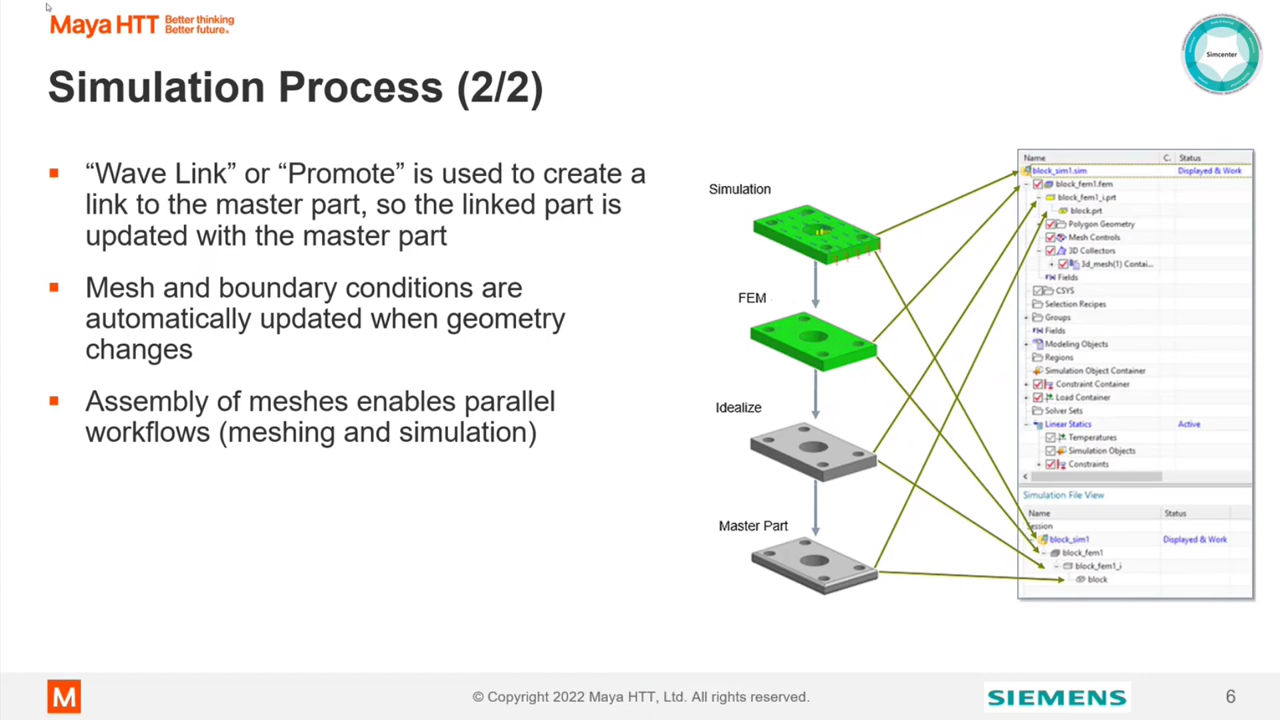 Maya HTT Better thinking
Better future.
Simcenter
Simulation Process (2/2)
“Wave Link” or “Promote” is used to create a
link to the master part, so the linked part is
updated with the master part
Mesh and boundary conditions are
automatically updated when geometry
changes
Assembly of meshes enables parallel
workflows (meshing and simulation)
Simulation
FEM
Idealize
Master Part
Name C. Status
block_sim1.sim Displayed & Work
block_fem1.fem
block_fem1_i.prt
block.prt
Polygon Geometry
Mesh Controls
3D Collectors
3d_mesh(1) Contai...
Fields
CSYS
Selection Recipes
Groups
Fields
Modeling Objects
Regions
Simulation Object Container
Constraint Container
Load Container
Solver Sets
Linear Statics Active
Temperatures
Simulation Objects
Constraints
Simulation File View
Name Status
Session
block_sim1 Displayed & Work
block_fem1
block_fem1_i
block
M
© Copyright 2022 Maya HTT, Ltd. All rights reserved.
SIEMENS
6